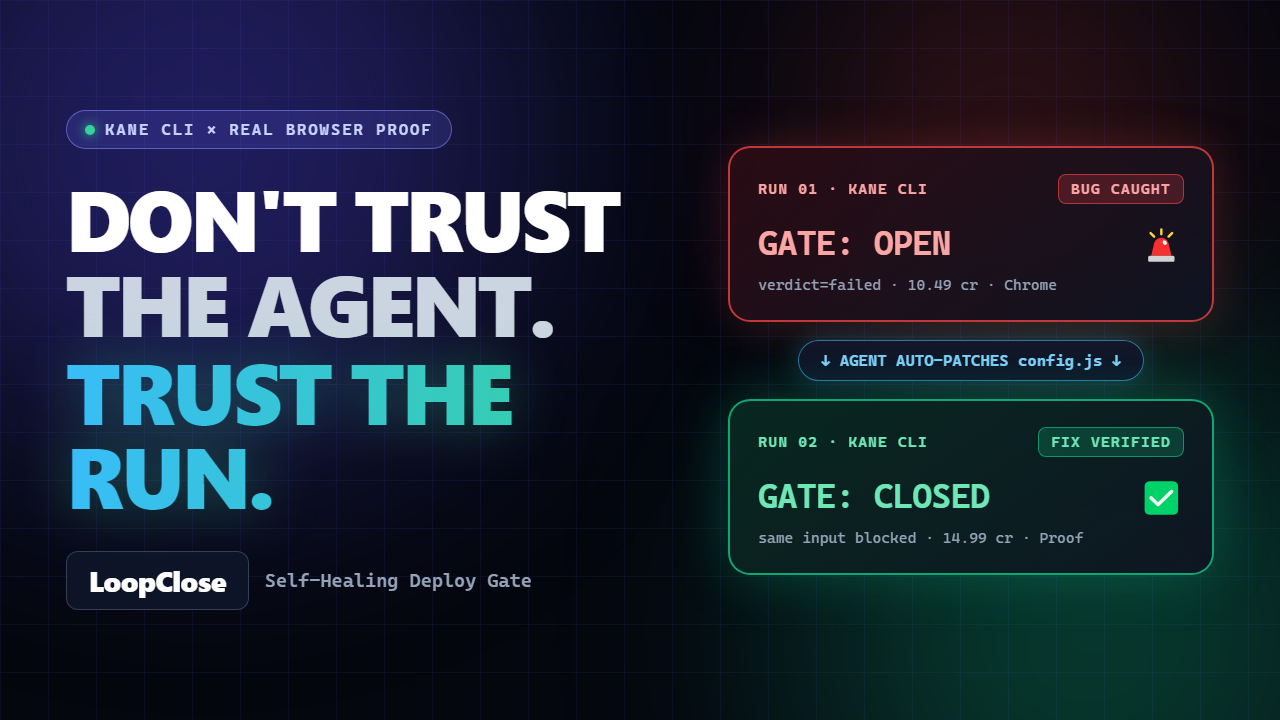 KANE CLI × REAL BROWSER PROOF
DON'T TRUST
THE AGENT.
TRUST THE
RUN.
LoopClose
Self-Healing Deploy Gate
RUN 01 · KANE CLI
BUG CAUGHT
GATE: OPEN
verdict=failed · 10.49 cr · Chrome
↓ AGENT AUTO-PATCHES config.js ↓
RUN 02 · KANE CLI
FIX VERIFIED
GATE: CLOSED
same input blocked · 14.99 cr · Proof